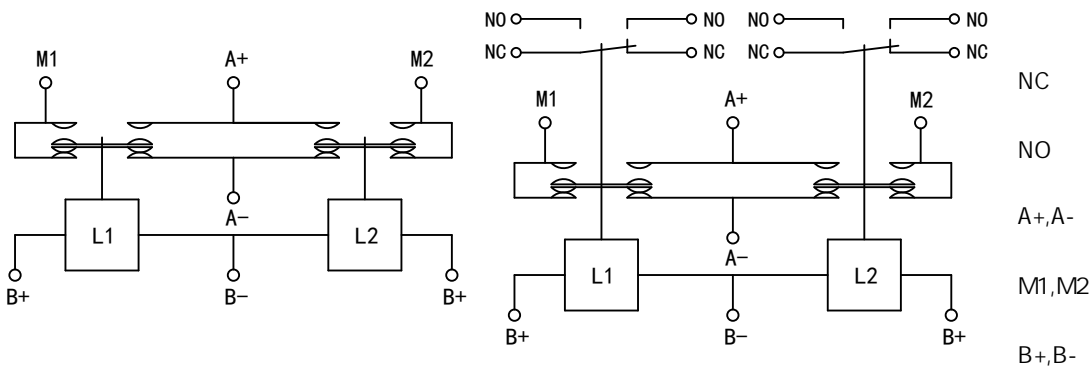 M1 A+ M2
A-
L1 L2
B+ B- B+
NO NO NO NO
NC NC NC NC
M1 A+ M2
A-
L1 L2
B+ B- B+
NC
NO
A+,A-
M1,M2
B+,B-